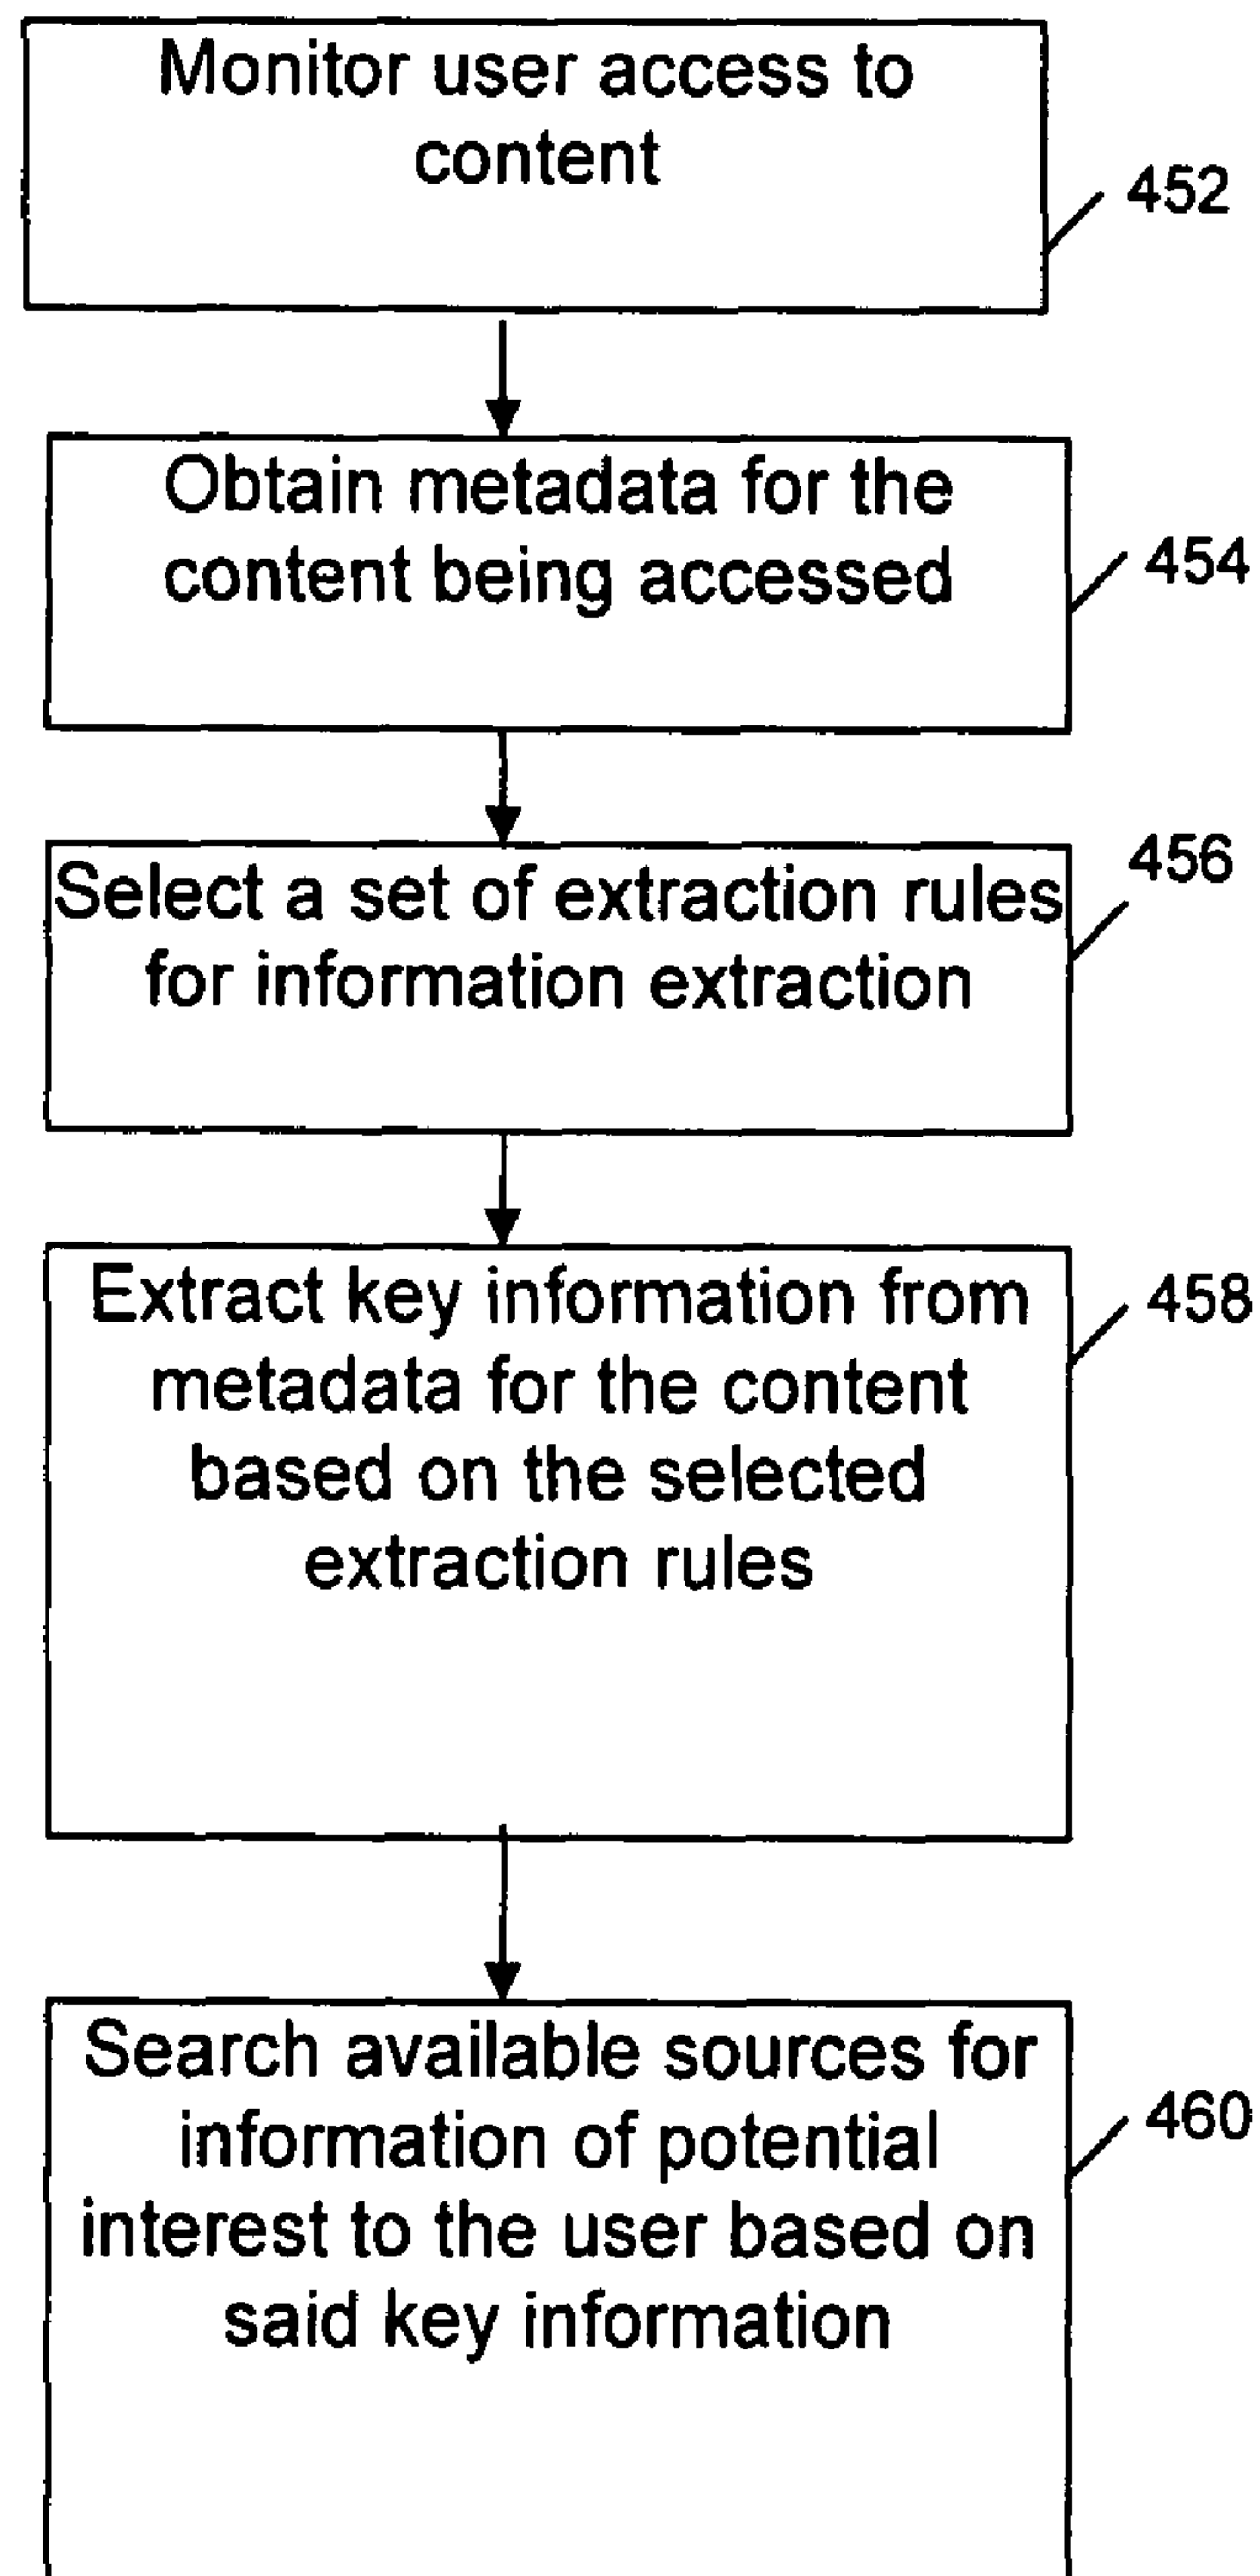 Monitor user access to
content
452
Obtain metadata for the
content being accessed
454
Select a set of extraction rules
for information extraction
456
Extract key information from
metadata for the content
based on the selected
extraction rules
458
Search available sources for
information of potential
interest to the user based on
said key information
460